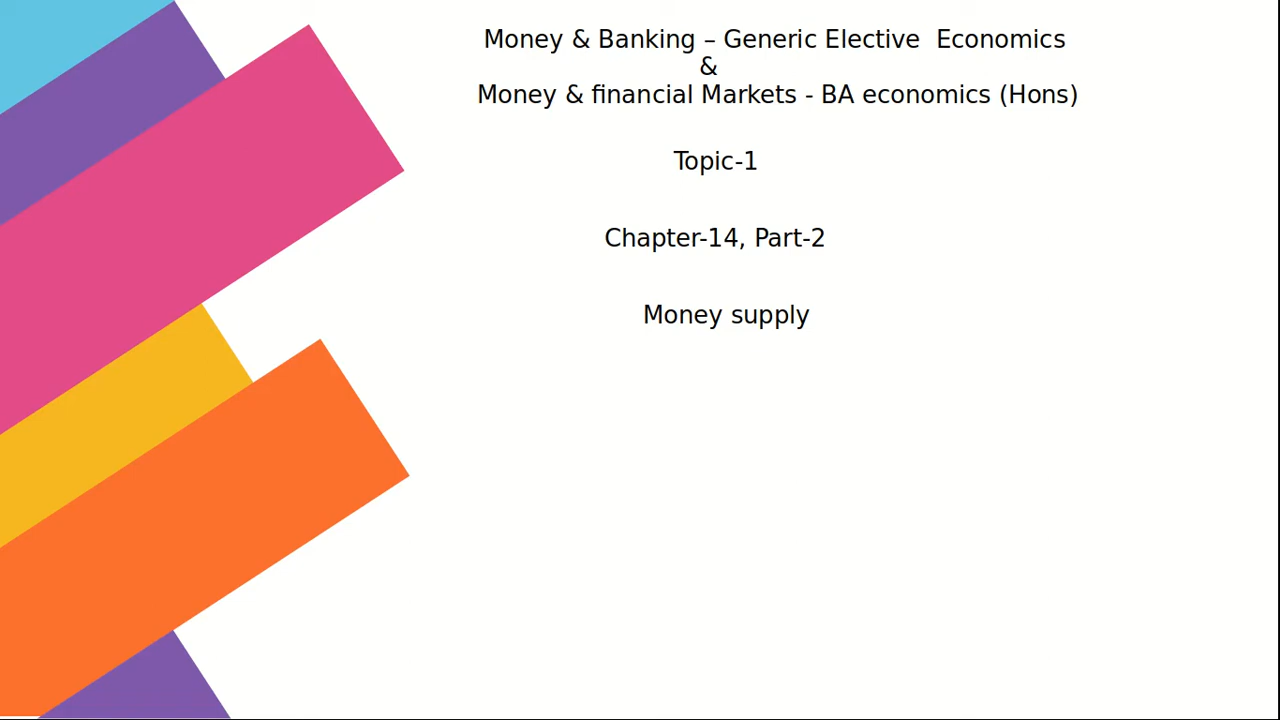 Money & Banking – Generic Elective  Economics
&
Money & financial Markets - BA economics (Hons)
Topic-1
Chapter-14, Part-2
Money supply